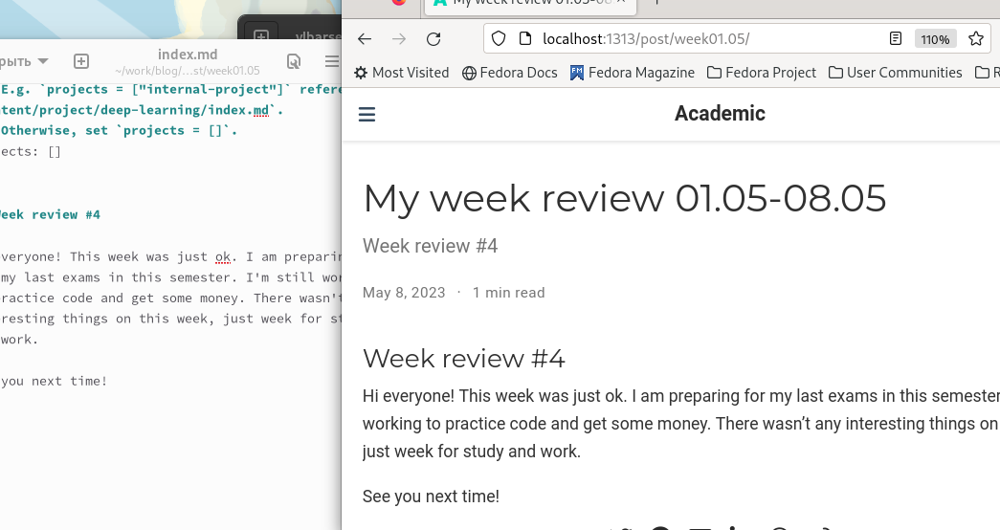 vlbarse
рыть
index.md
~/work/blog/...st/week01.05
E.g. `projects = ["internal-project"]` refere
tent/project/deep-learning/index.md`.
Otherwise, set `projects = []`.
ects: []
Week review #4
veryone! This week was just ok. I am preparin
my last exams in this semester. I'm still wor
ractice code and get some money. There wasn't
resting things on this week, just week for st
work.
you next time!
My week review 01.05-08
localhost:1313/post/week01.05/
110%
Most Visited
Fedora Docs
FM
Fedora Magazine
Fedora Project
User Communities
R
Academic
My week review 01.05-08.05
Week review #4
May 8, 2023 · 1 min read
Week review #4
Hi everyone! This week was just ok. I am preparing for my last exams in this semester
working to practice code and get some money. There wasn’t any interesting things on
just week for study and work.
See you next time!